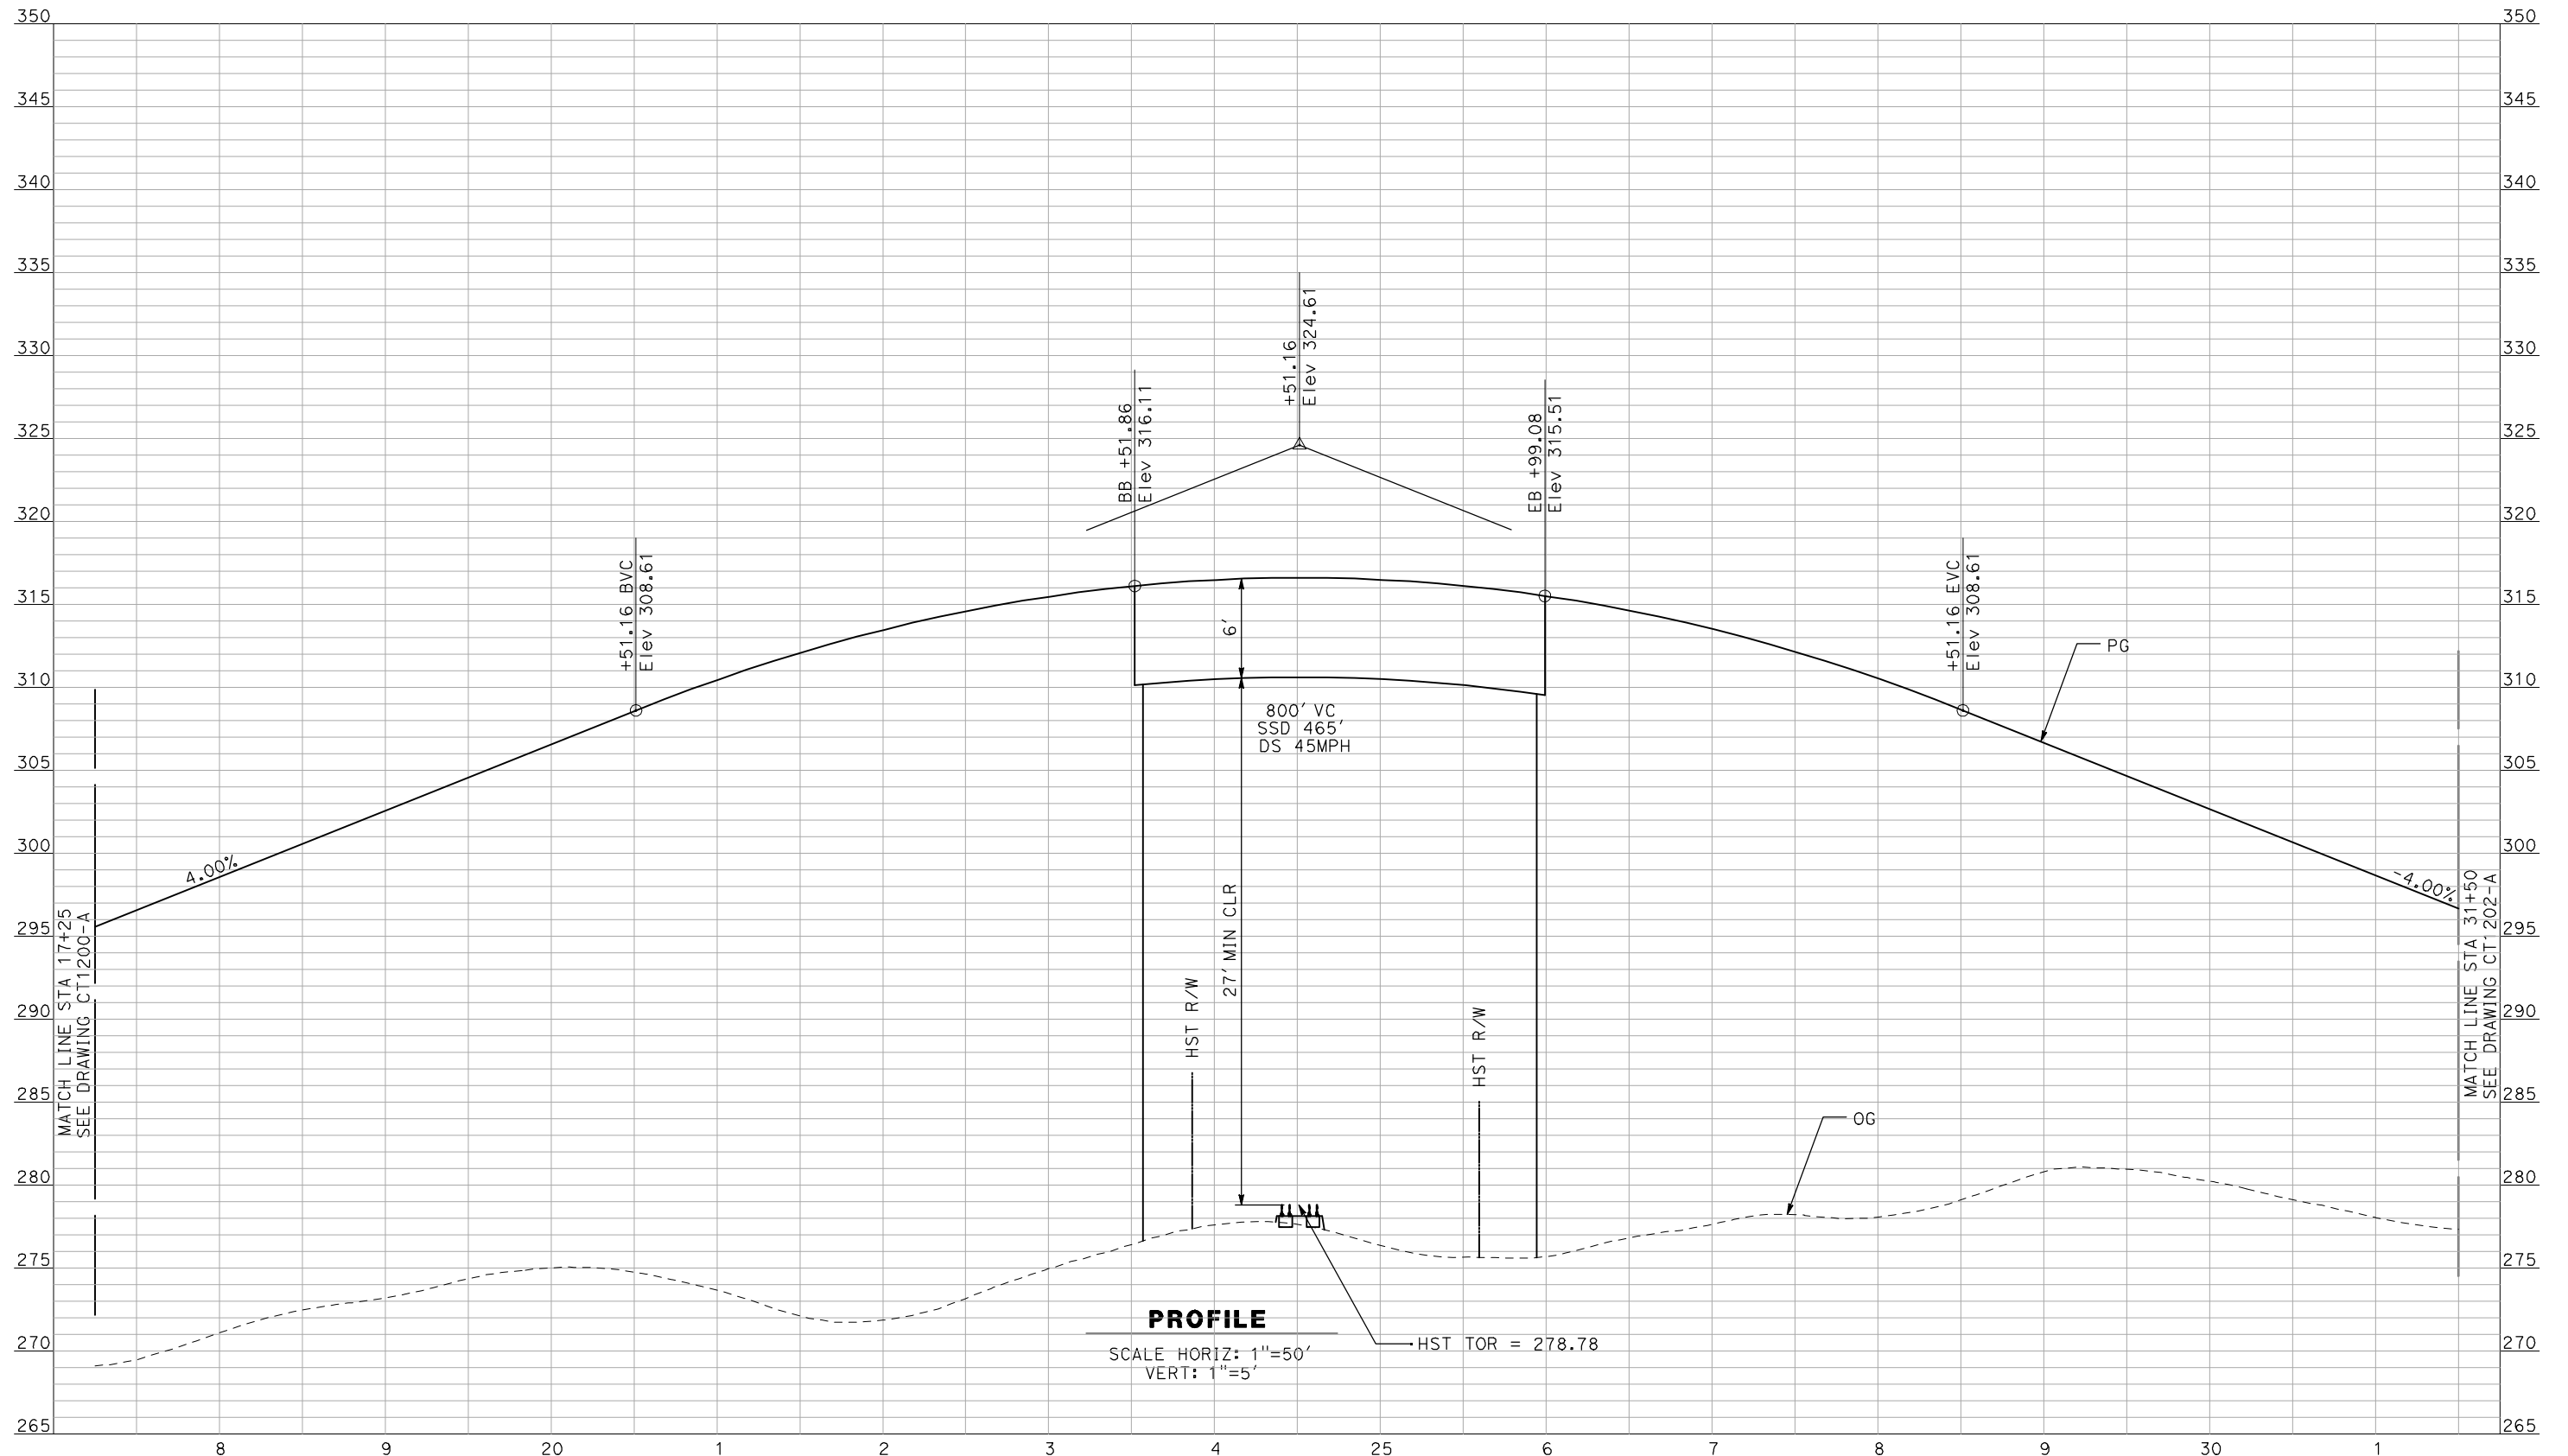 350
350
345
345
340
340
335
335
+51.16
Elev 324.61
330
330
BB +51.86
Elev 316.11
EB +99.08
Elev 315.51
325
325
320
320
+51.16 BVC
Elev 308.61
+51.16 EVC
Elev 308.61
315
315
6'
PG
310
310
800' VC
SSD 465'
DS 45MPH
305
305
4.00%
300
300
-4.00%
27' MIN CLR
MATCH LINE STA 17+25
SEE DRAWING CT1200-A
MATCH LINE STA 31+50
SEE DRAWING CT1202-A
295
295
HST R/W
HST R/W
290
290
285
285
OG
280
280
275
275
PROFILE
SCALE HORIZ: 1"=50'
VERT: 1"=5'
HST TOR = 278.78
270
270
265
265
8 9 20 1 2 3 4 25 6 7 8 9 30 1